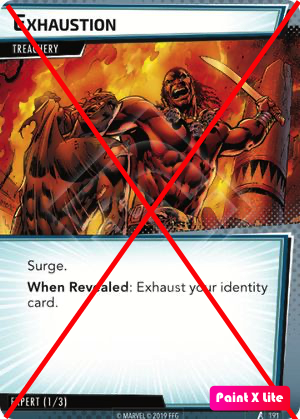 EXHAUSTION
TREACHERY
Surge.
When Revealed: Exhaust your identity
card.
EXPERT (1/3)
© MARVEL © 2019 FFG
191
Paint X lite